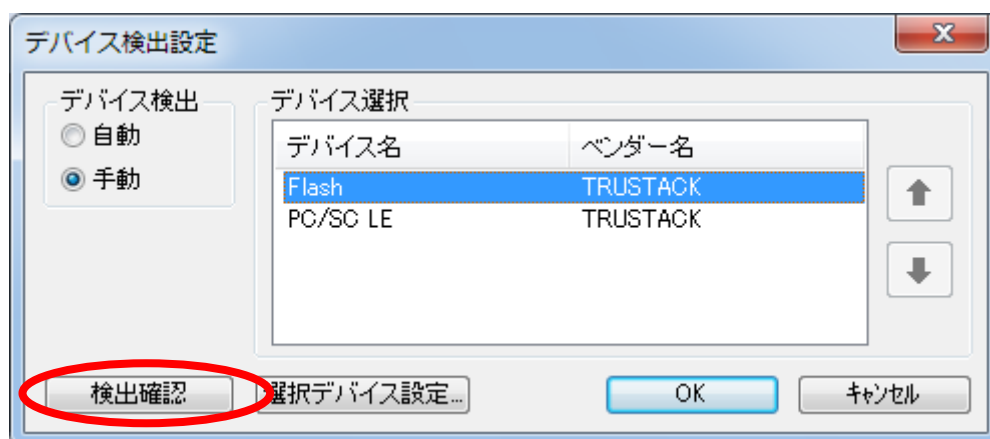 デバイス検出設定
デバイス検出
自動
手動
デバイス選択
デバイス名 ベンダー名
Flash TRUSTACK
PC/SC LE TRUSTACK
検出確認 選択デバイス設定... OK キャンセル